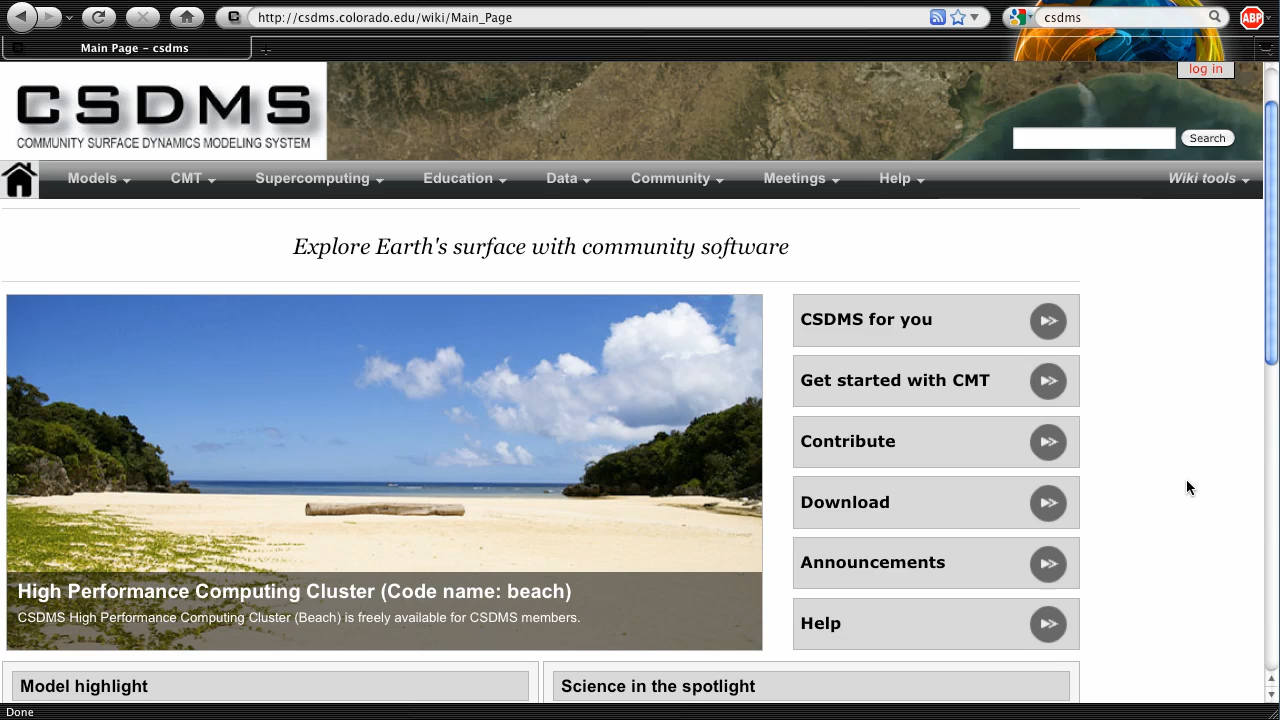 http://csdms.colorado.edu/wiki/Main_Page
csdms
ABP
Main Page – csdms
log in
CSDMS
COMMUNITY SURFACE DYNAMICS MODELING SYSTEM
Search
Models CMT Supercomputing Education Data Community Meetings Help Wiki tools
Explore Earth's surface with community software
CSDMS for you
Get started with CMT
Contribute
Download
Announcements
Help
High Performance Computing Cluster (Code name: beach)
CSDMS High Performance Computing Cluster (Beach) is freely available for CSDMS members.
Model highlight
Science in the spotlight
Done